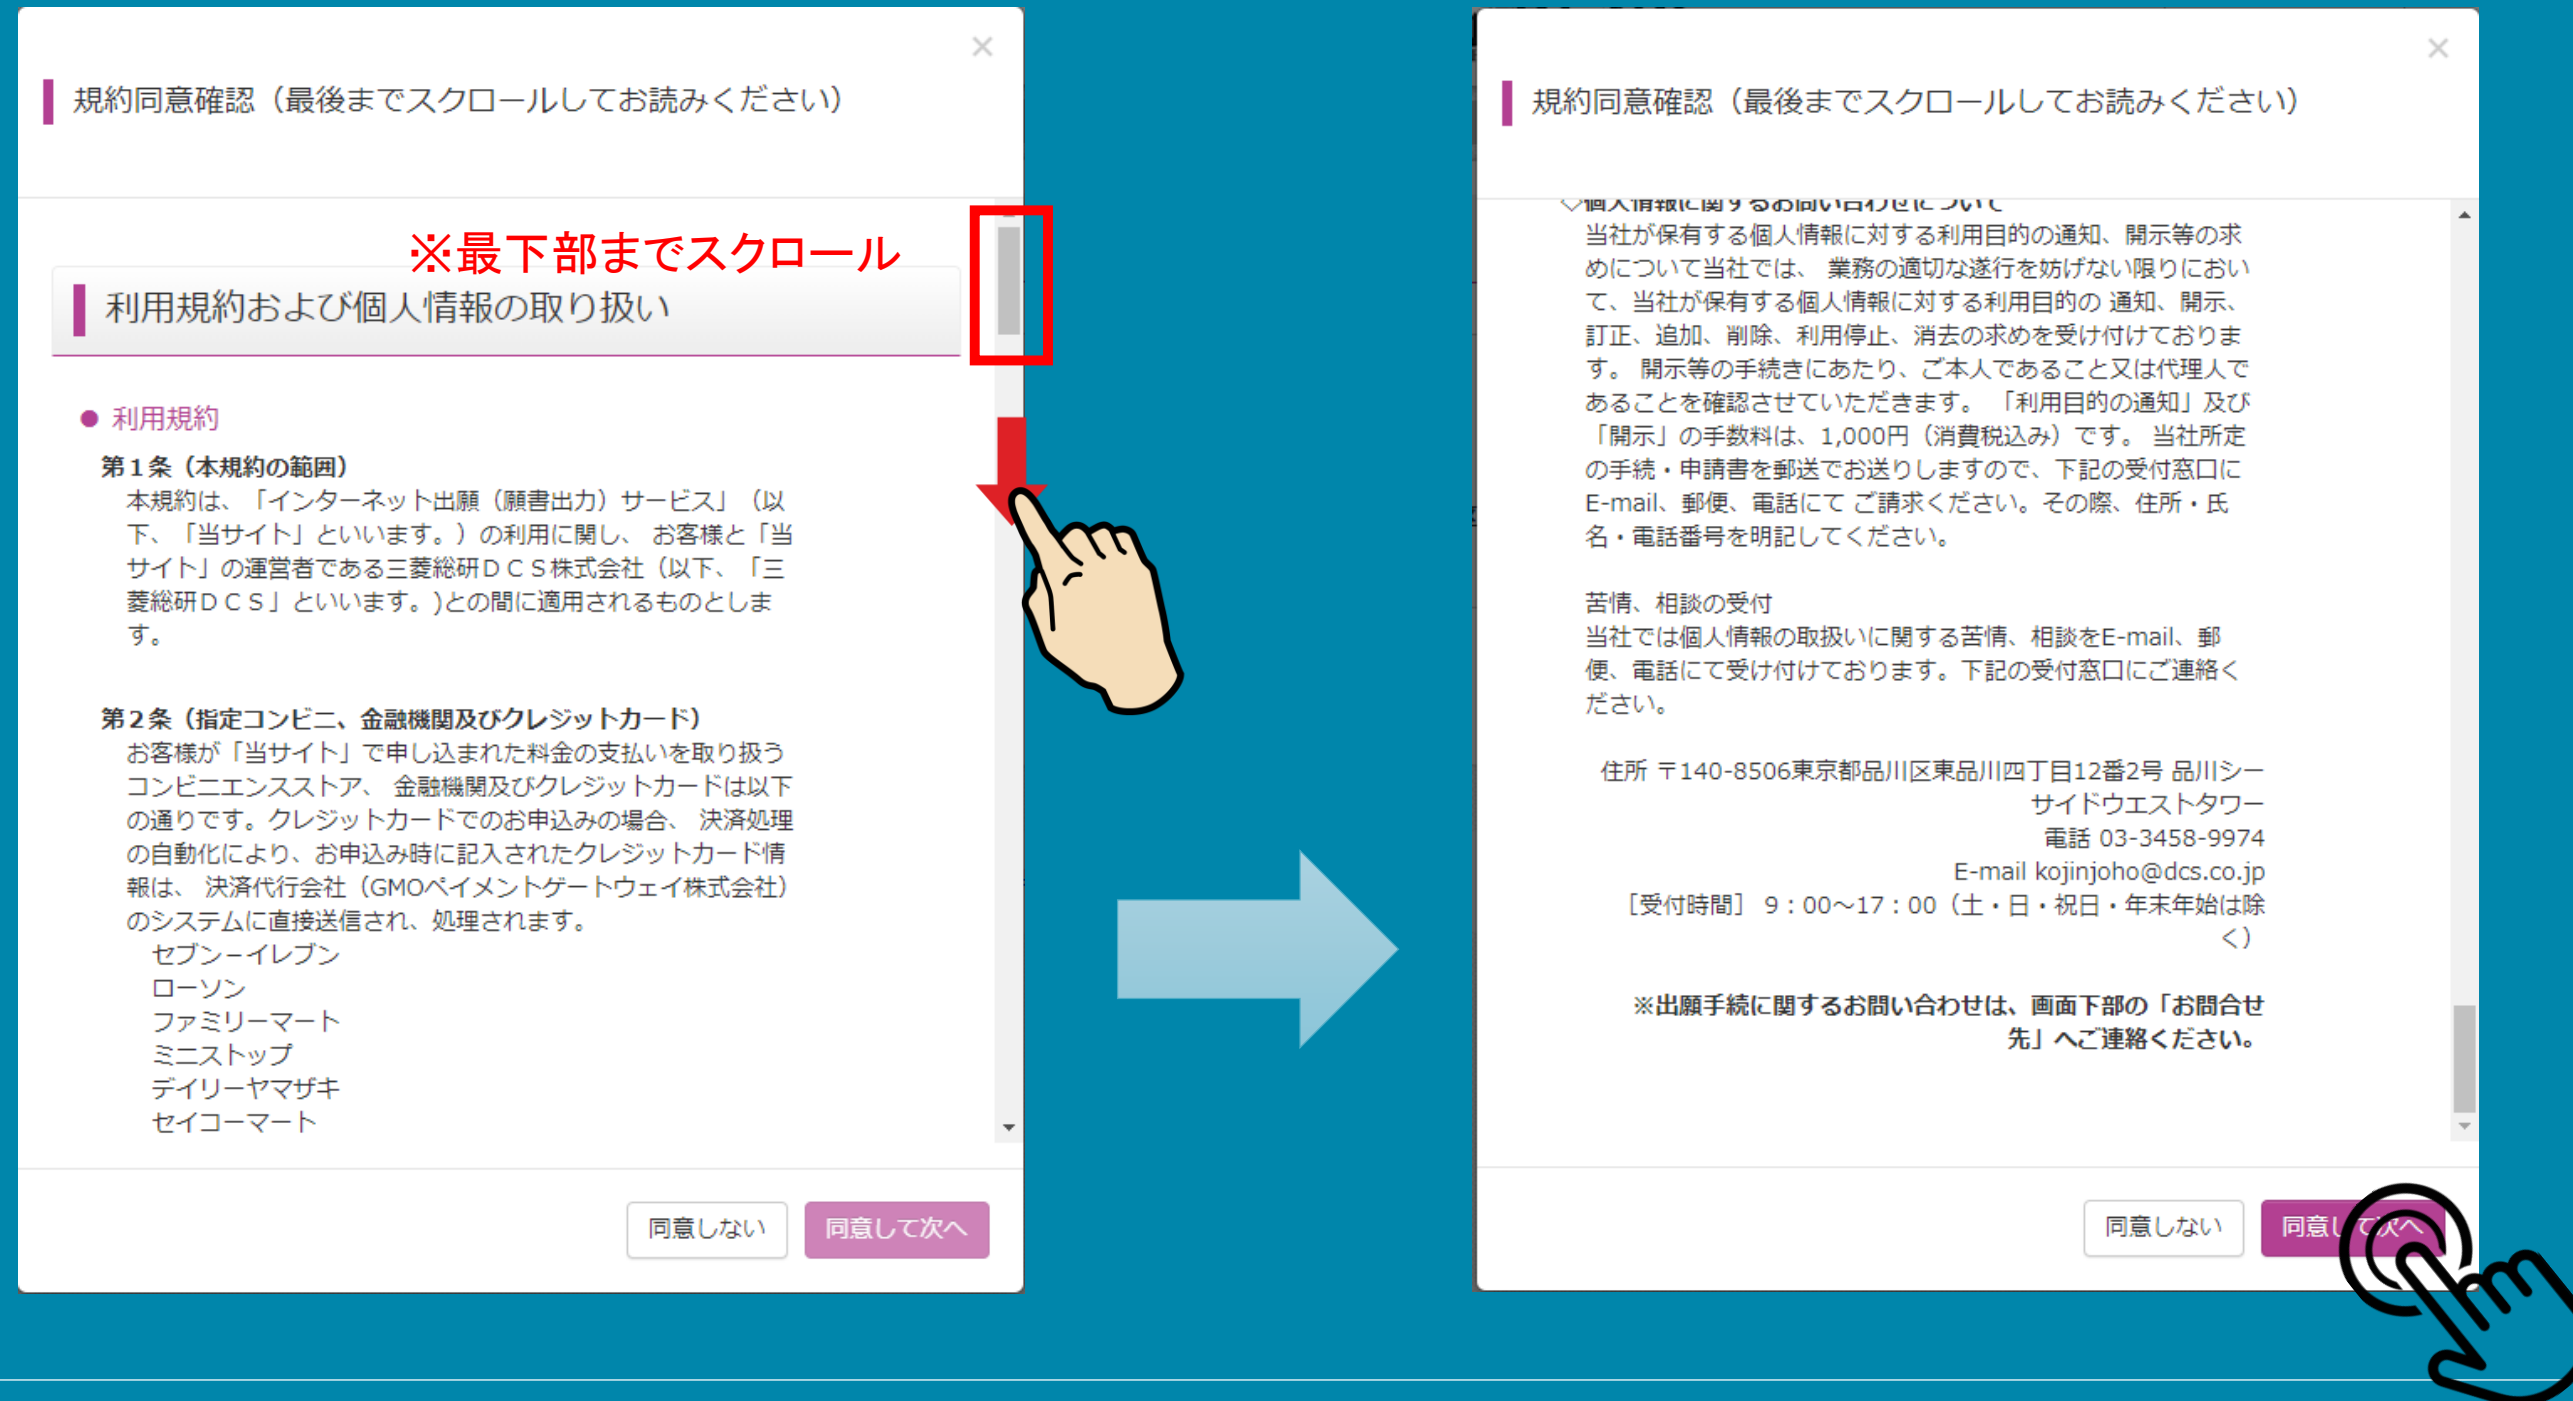 ×
規約同意確認（最後までスクロールしてお読みください）
※最下部までスクロール
利用規約および個人情報の取り扱い
● 利用規約
第１条（本規約の範囲）
本規約は、「インターネット出願（願書出力）サービス」（以
下、「当サイト」といいます。）の利用に関し、 お客様と「当
サイト」の運営者である三菱総研ＤＣＳ株式会社（以下、「三
菱総研ＤＣＳ」といいます。)との間に適用されるものとしま
す。
第２条（指定コンビニ、金融機関及びクレジットカード）
お客様が「当サイト」で申し込まれた料金の支払いを取り扱う
コンビニエンスストア、 金融機関及びクレジットカードは以下
の通りです。クレジットカードでのお申込みの場合、 決済処理
の自動化により、お申込み時に記入されたクレジットカード情
報は、 決済代行会社（GMOペイメントゲートウェイ株式会社）
のシステムに直接送信され、処理されます。
セブン－イレブン
ローソン
ファミリーマート
ミニストップ
デイリーヤマザキ
セイコーマート
同意しない
同意して次へ
×
規約同意確認（最後までスクロールしてお読みください）
◇個人情報に関するお問い合わせについて
当社が保有する個人情報に対する利用目的の通知、開示等の求
めについて当社では、 業務の適切な遂行を妨げない限りにおい
て、当社が保有する個人情報に対する利用目的の 通知、開示、
訂正、追加、削除、利用停止、消去の求めを受け付けておりま
す。 開示等の手続きにあたり、ご本人であること又は代理人で
あることを確認させていただきます。 「利用目的の通知」及び
「開示」の手数料は、1,000円（消費税込み）です。 当社所定
の手続・申請書を郵送でお送りしますので、下記の受付窓口に
E-mail、郵便、電話にて ご請求ください。その際、住所・氏
名・電話番号を明記してください。
苦情、相談の受付
当社では個人情報の取扱いに関する苦情、相談をE-mail、郵
便、電話にて受け付けております。下記の受付窓口にご連絡く
ださい。
住所 〒140-8506東京都品川区東品川四丁目12番2号 品川シー
サイドウエストタワー
電話 03-3458-9974
E-mail kojinjoho@dcs.co.jp
［受付時間］ 9：00～17：00（土・日・祝日・年末年始は除
く）
※出願手続に関するお問い合わせは、画面下部の「お問合せ
先」へご連絡ください。
同意しない
同意して次へ